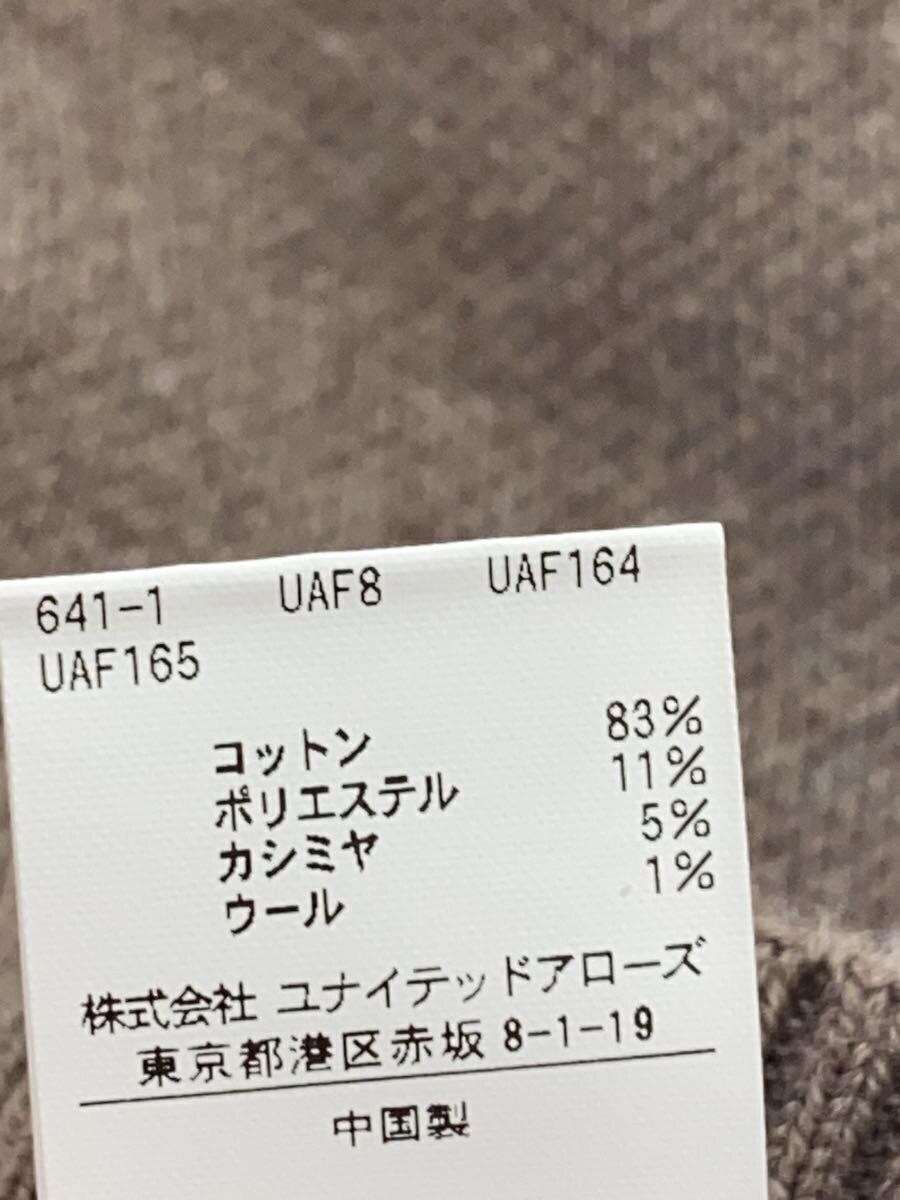 641-1 UAF8 UAF164
UAF165
コットン 83%
ポリエステル 11%
カシミヤ 5%
ウール 1%
株式会社 ユナイテッドアローズ
東京都港区赤坂 8-1-19
中国製